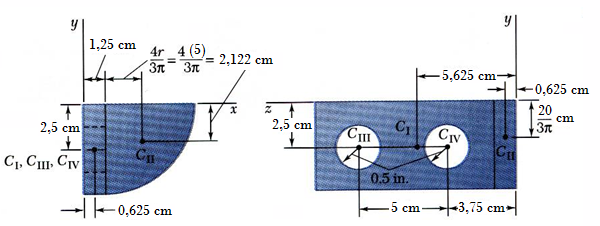 y
1,25 cm
4r/3π = 4 (5)/3π = 2,122 cm
x
2,5 cm
C_II
C_I, C_III, C_IV
0,625 cm
y
5,625 cm
0,625 cm
z
2,5 cm
20/3π cm
C_III
C_I
C_IV
C_II
0.5 in.
5 cm
3,75 cm